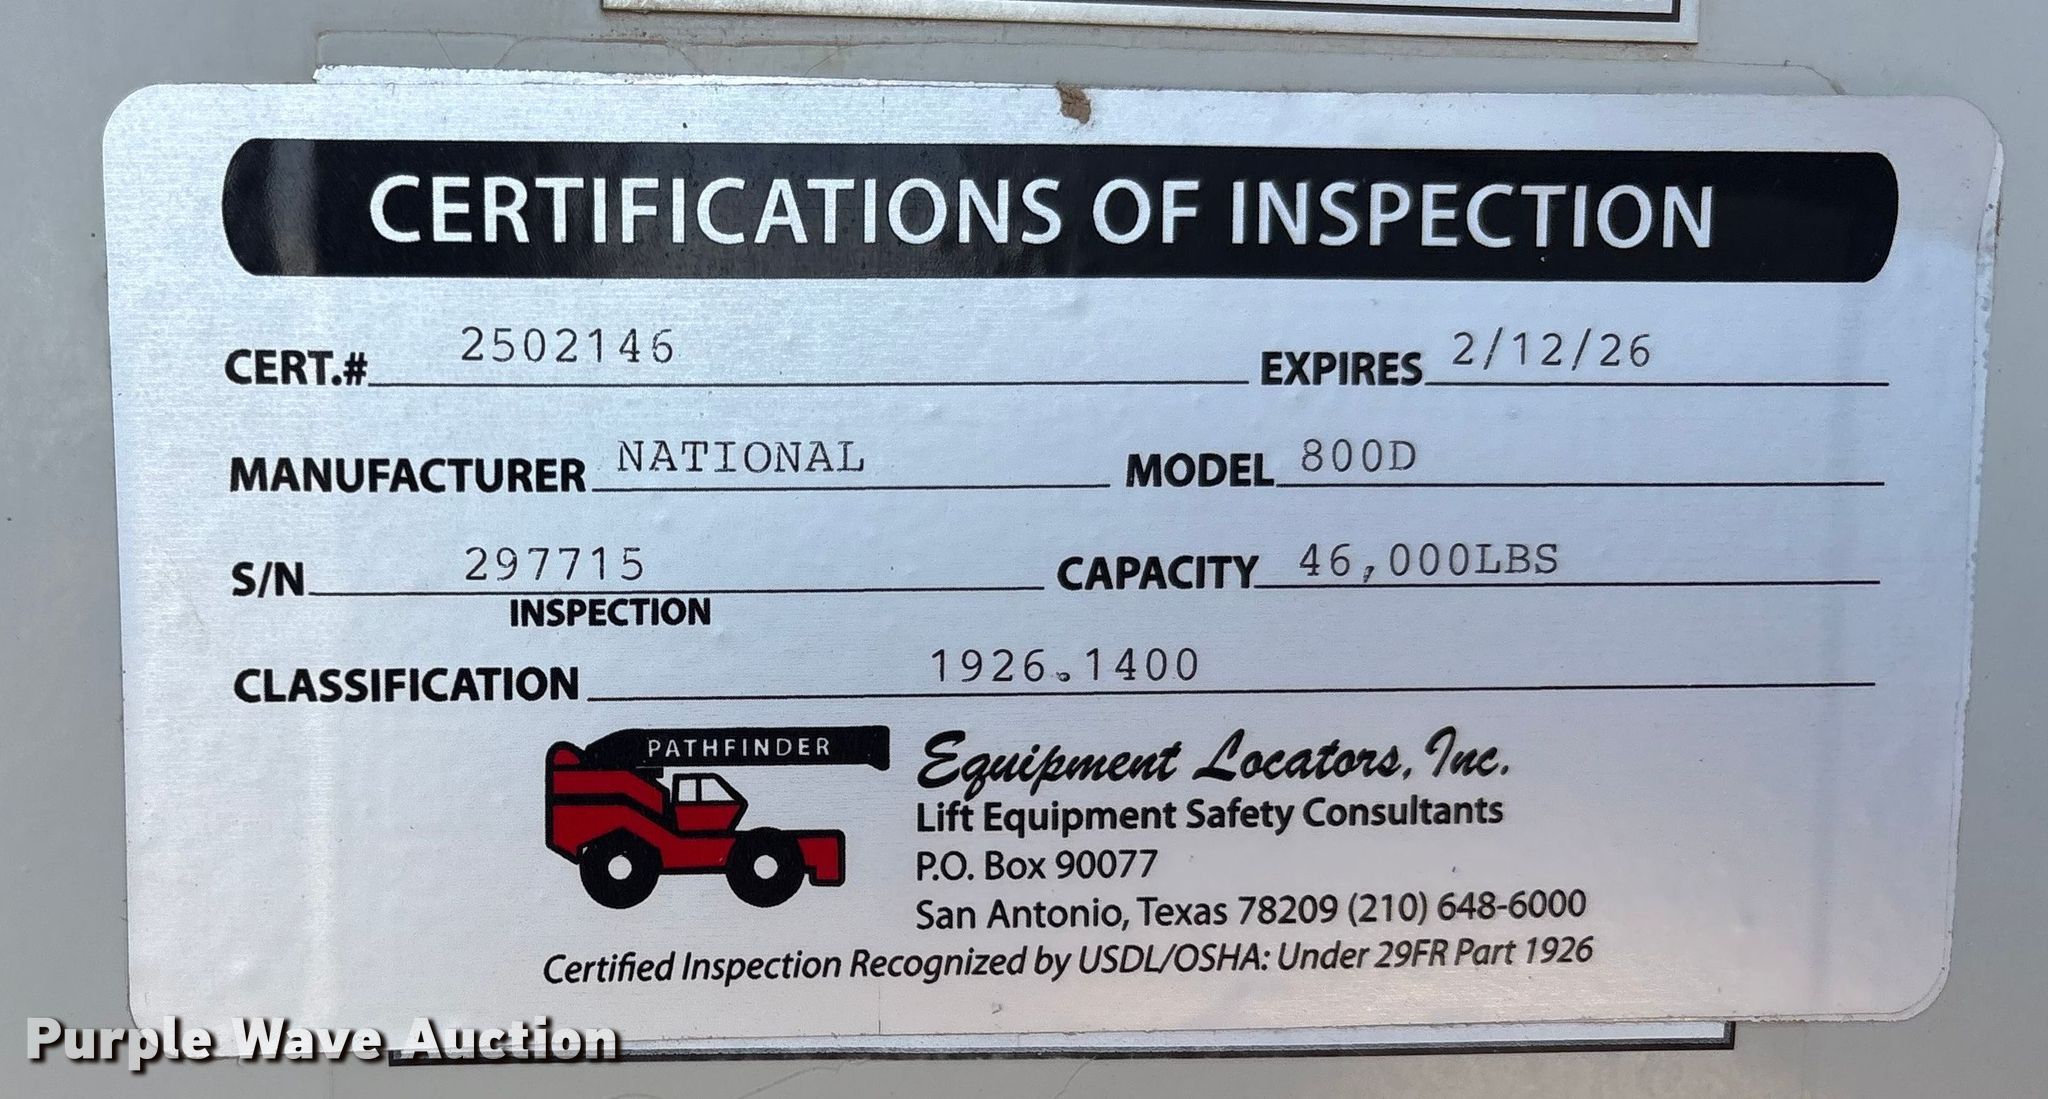 CERTIFICATIONS OF INSPECTION
CERT.# 2502146 EXPIRES 2/12/26
MANUFACTURER NATIONAL MODEL 800D
S/N 297715 CAPACITY 46,000LBS
INSPECTION
CLASSIFICATION 1926.1400
PATHFINDER
Equipment Locators, Inc.
Lift Equipment Safety Consultants
P.O. Box 90077
San Antonio, Texas 78209 (210) 648-6000
Certified Inspection Recognized by USDL/OSHA: Under 29FR Part 1926
Purple Wave Auction